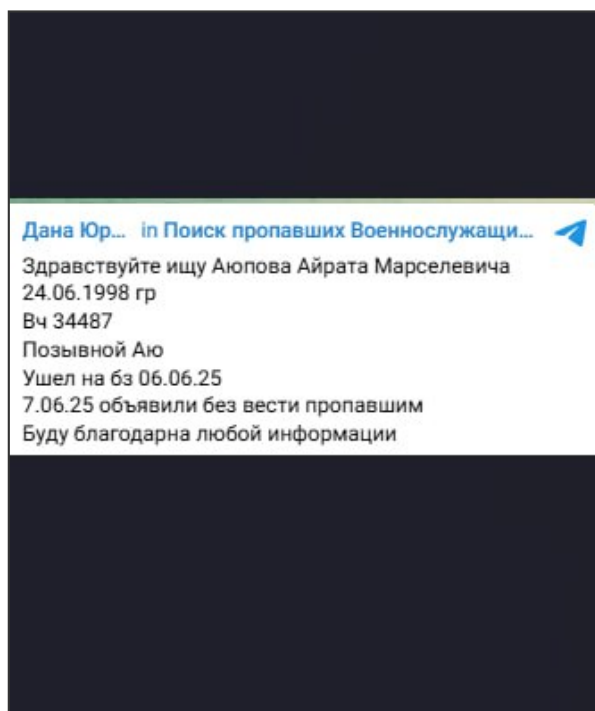 Дана Юр... in Поиск пропавших Военнослужащи...
Здравствуйте ищу Аюпова Айрата Марселевича
24.06.1998 гр
Вч 34487
Позывной Аю
Ушел на бз 06.06.25
7.06.25 объявили без вести пропавшим
Буду благодарна любой информации